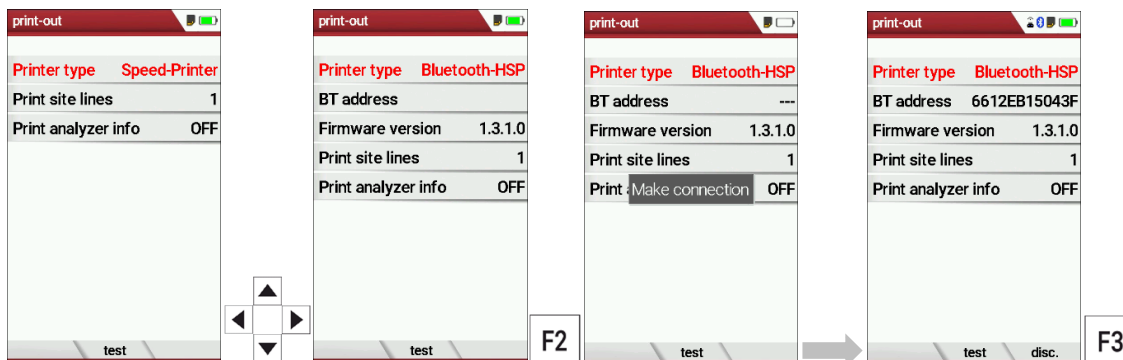 print-out
Printer type Speed-Printer
Print site lines 1
Print analyzer info OFF
test
print-out
Printer type Bluetooth-HSP
BT address
Firmware version 1.3.1.0
Print site lines 1
Print analyzer info OFF
test
F2
print-out
Printer type Bluetooth-HSP
BT address ---
Firmware version 1.3.1.0
Print site lines 1
Print Make connection OFF
test
print-out
Printer type Bluetooth-HSP
BT address 6612EB15043F
Firmware version 1.3.1.0
Print site lines 1
Print analyzer info OFF
test disc.
F3